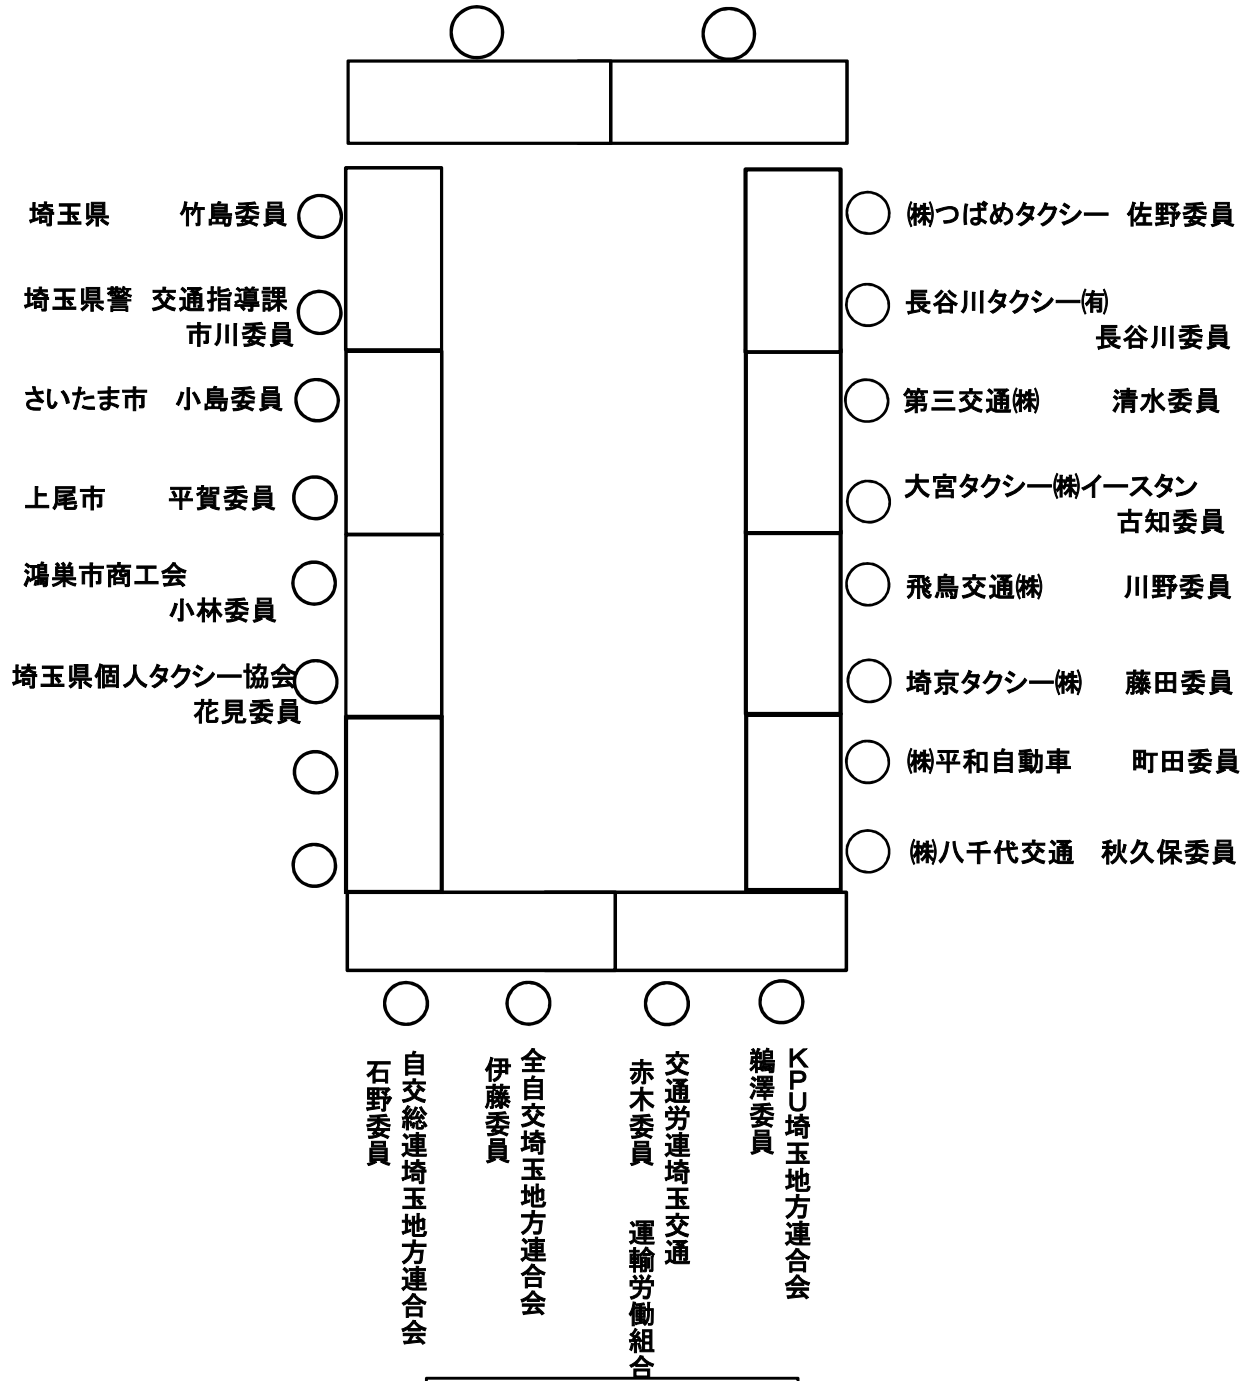 埼玉県　竹島委員
埼玉県警　交通指導課
市川委員
さいたま市　小島委員
上尾市　平賀委員
鴻巣市商工会
小林委員
埼玉県個人タクシー協会
花見委員
㈱つばめタクシー　佐野委員
長谷川タクシー㈲
長谷川委員
第三交通㈱　清水委員
大宮タクシー㈱イースタン
古知委員
飛鳥交通㈱　川野委員
埼京タクシー㈱　藤田委員
㈱平和自動車　町田委員
㈱八千代交通　秋久保委員
自交総連埼玉地方連合会
石野委員
全自交埼玉地方連合会
伊藤委員
交通労連埼玉交通
赤木委員　運輸労働組合
ＫＰＵ埼玉地方連合会
鵜澤委員